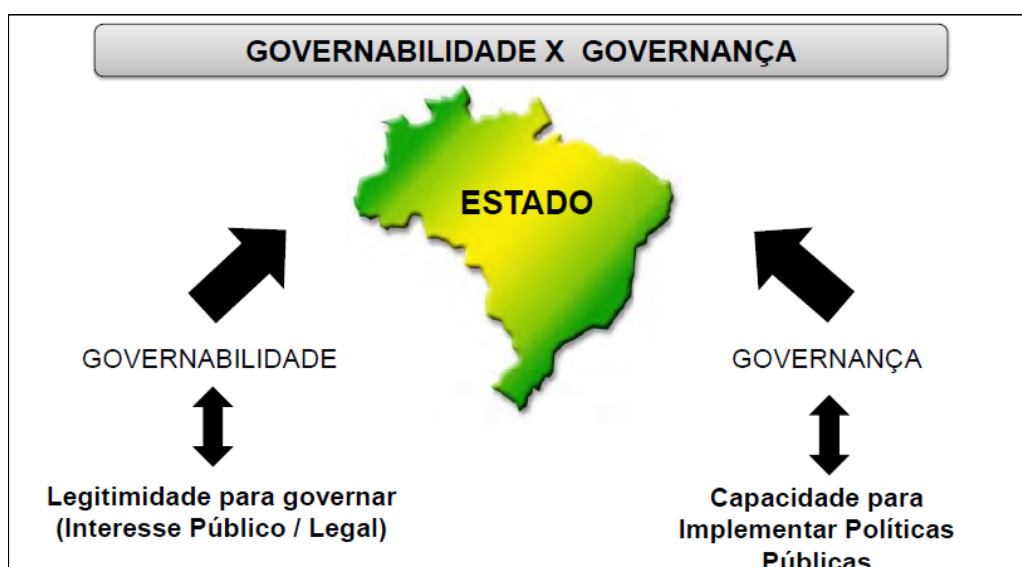 GOVERNABILIDADE X GOVERNANÇA
ESTADO
GOVERNABILIDADE
GOVERNANÇA
Legitimidade para governar
(Interesse Público / Legal)
Capacidade para
Implementar Políticas
Públicas